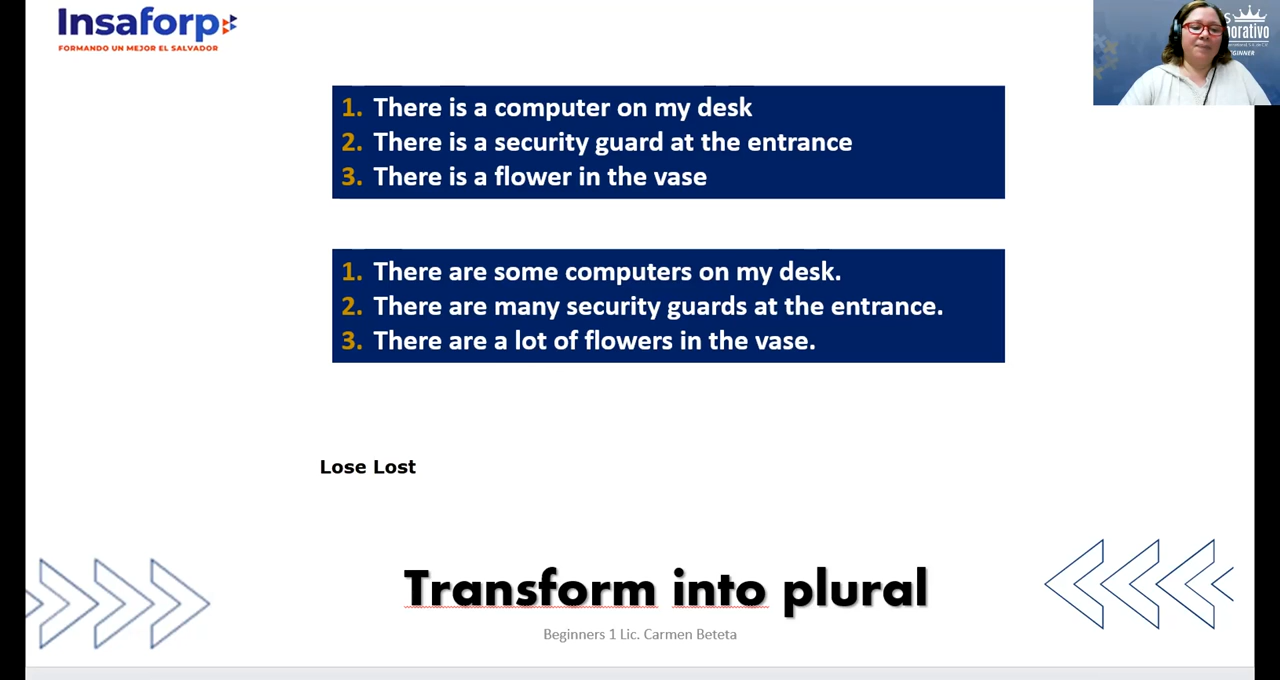 Insaforp
FORMANDO UN MEJOR EL SALVADOR
1. There is a computer on my desk
2. There is a security guard at the entrance
3. There is a flower in the vase
1. There are some computers on my desk.
2. There are many security guards at the entrance.
3. There are a lot of flowers in the vase.
Lose Lost
Transform into plural
Beginners 1 Lic. Carmen Beteta